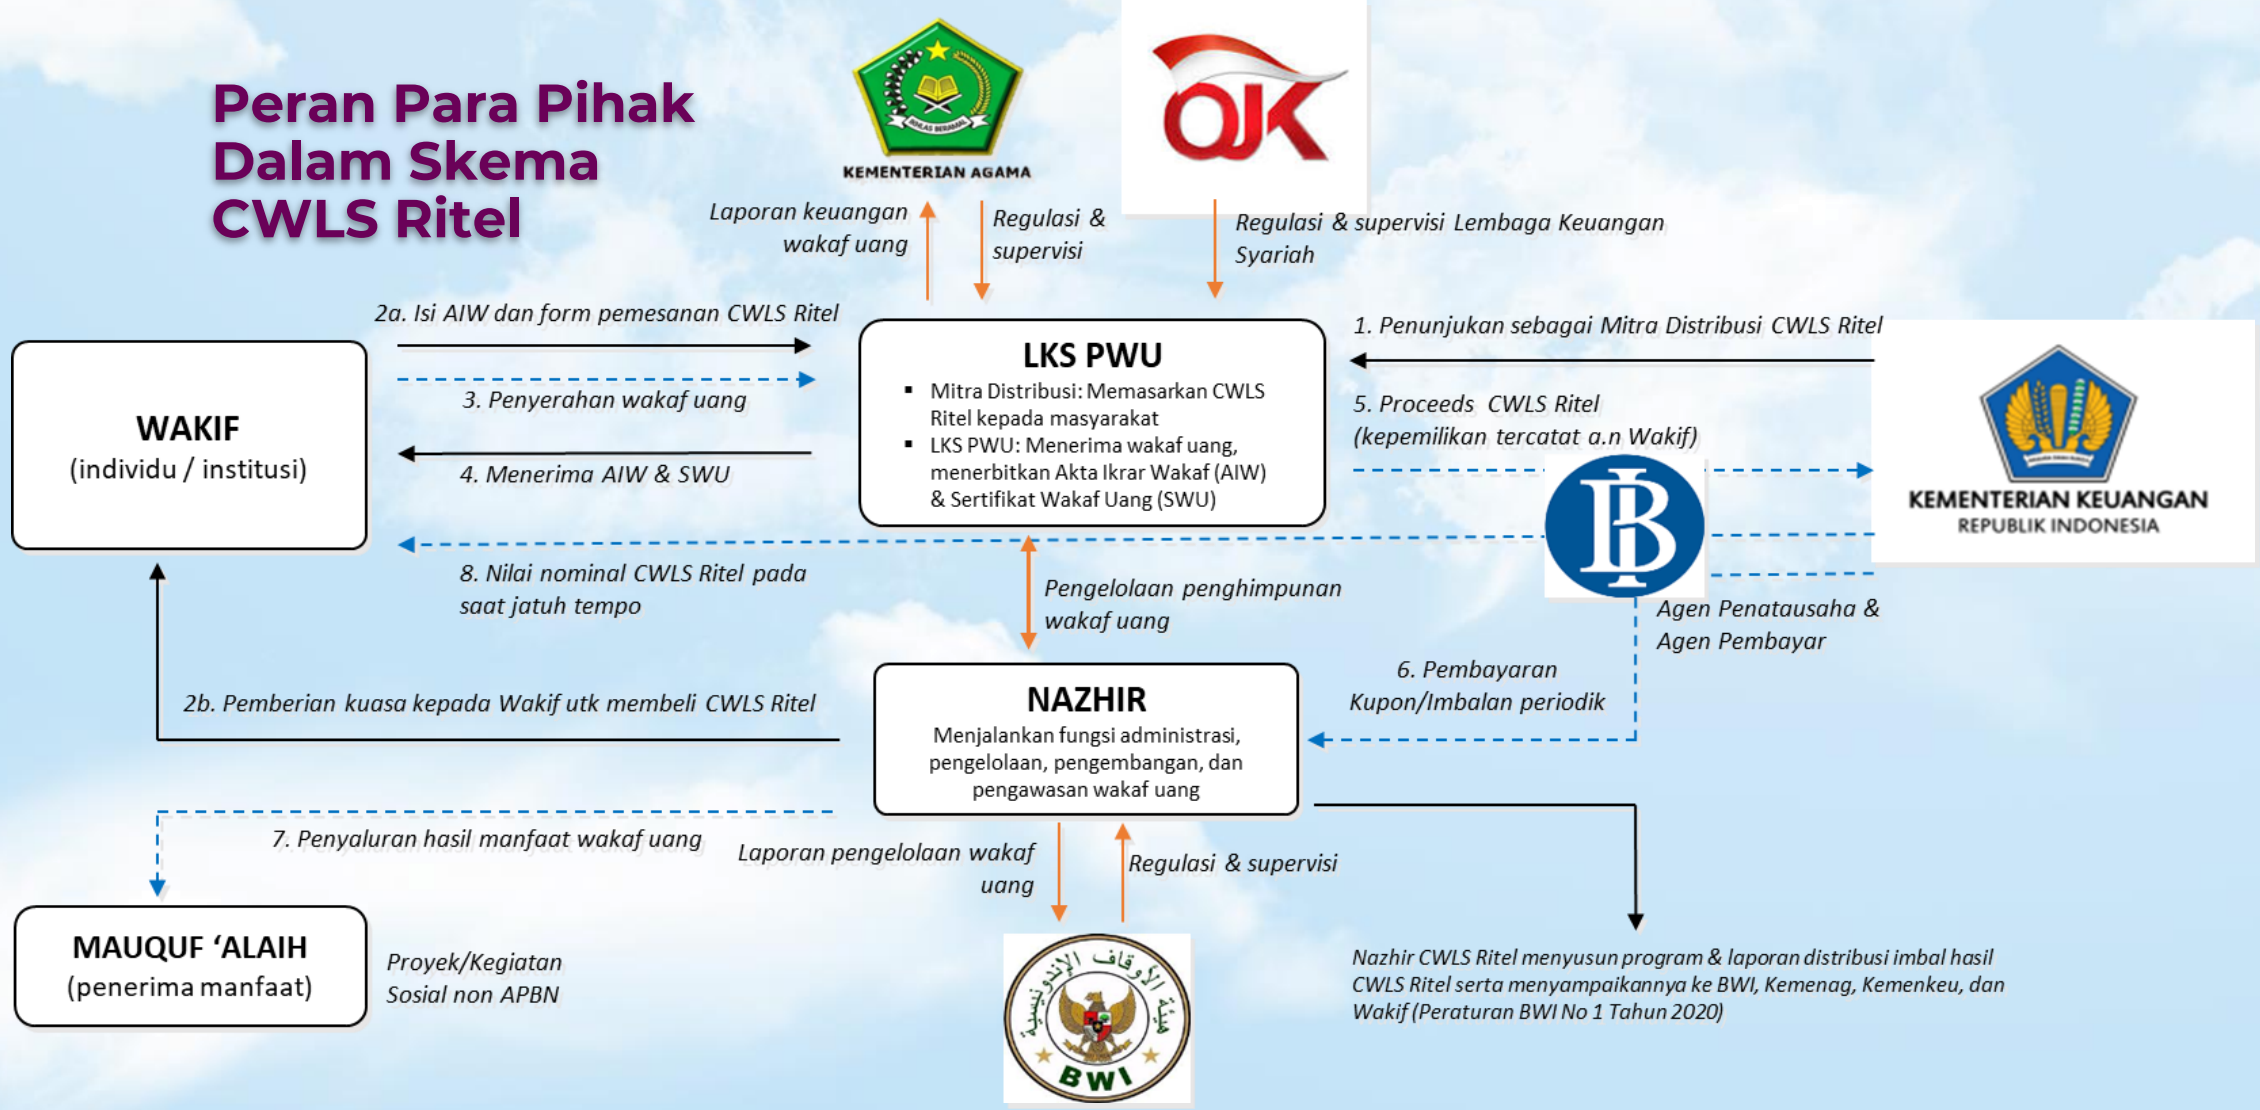 Peran Para Pihak
Dalam Skema
CWLS Ritel
IKHLAS BERAMAL
KEMENTERIAN AGAMA
OJK
Laporan keuangan
wakaf uang
Regulasi &
supervisi
Regulasi & supervisi Lembaga Keuangan
Syariah
2a. Isi AIW dan form pemesanan CWLS Ritel
1. Penunjukan sebagai Mitra Distribusi CWLS Ritel
WAKIF
(individu / institusi)
3. Penyerahan wakaf uang
4. Menerima AIW & SWU
LKS PWU
▪ Mitra Distribusi: Memasarkan CWLS
Ritel kepada masyarakat
▪ LKS PWU: Menerima wakaf uang,
menerbitkan Akta Ikrar Wakaf (AIW)
& Sertifikat Wakaf Uang (SWU)
5. Proceeds CWLS Ritel
(kepemilikan tercatat a.n Wakif)
KEMENTERIAN KEUANGAN
REPUBLIK INDONESIA
8. Nilai nominal CWLS Ritel pada
saat jatuh tempo
Pengelolaan penghimpunan
wakaf uang
Agen Penatausaha &
Agen Pembayar
2b. Pemberian kuasa kepada Wakif utk membeli CWLS Ritel
NAZHIR
Menjalankan fungsi administrasi,
pengelolaan, pengembangan, dan
pengawasan wakaf uang
6. Pembayaran
Kupon/Imbalan periodik
7. Penyaluran hasil manfaat wakaf uang
Laporan pengelolaan wakaf
uang
Regulasi & supervisi
MAUQUF ‘ALAIH
(penerima manfaat)
Proyek/Kegiatan
Sosial non APBN
هيئة الأوقاف الإندونيسية
BWI
Nazhir CWLS Ritel menyusun program & laporan distribusi imbal hasil
CWLS Ritel serta menyampaikannya ke BWI, Kemenag, Kemenkeu, dan
Wakif (Peraturan BWI No 1 Tahun 2020)